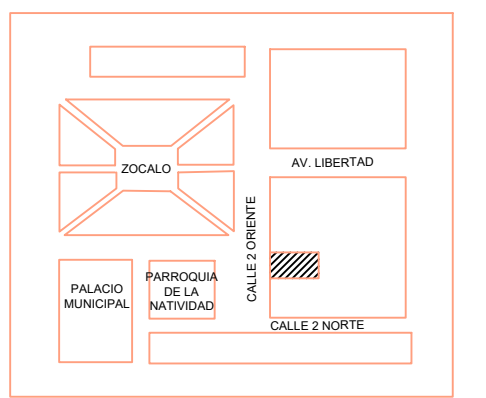 AV. LIBERTAD
ZOCALO
CALLE 2 ORIENTE
PALACIO
MUNICIPAL
PARROQUIA
DE LA
NATIVIDAD
CALLE 2 NORTE